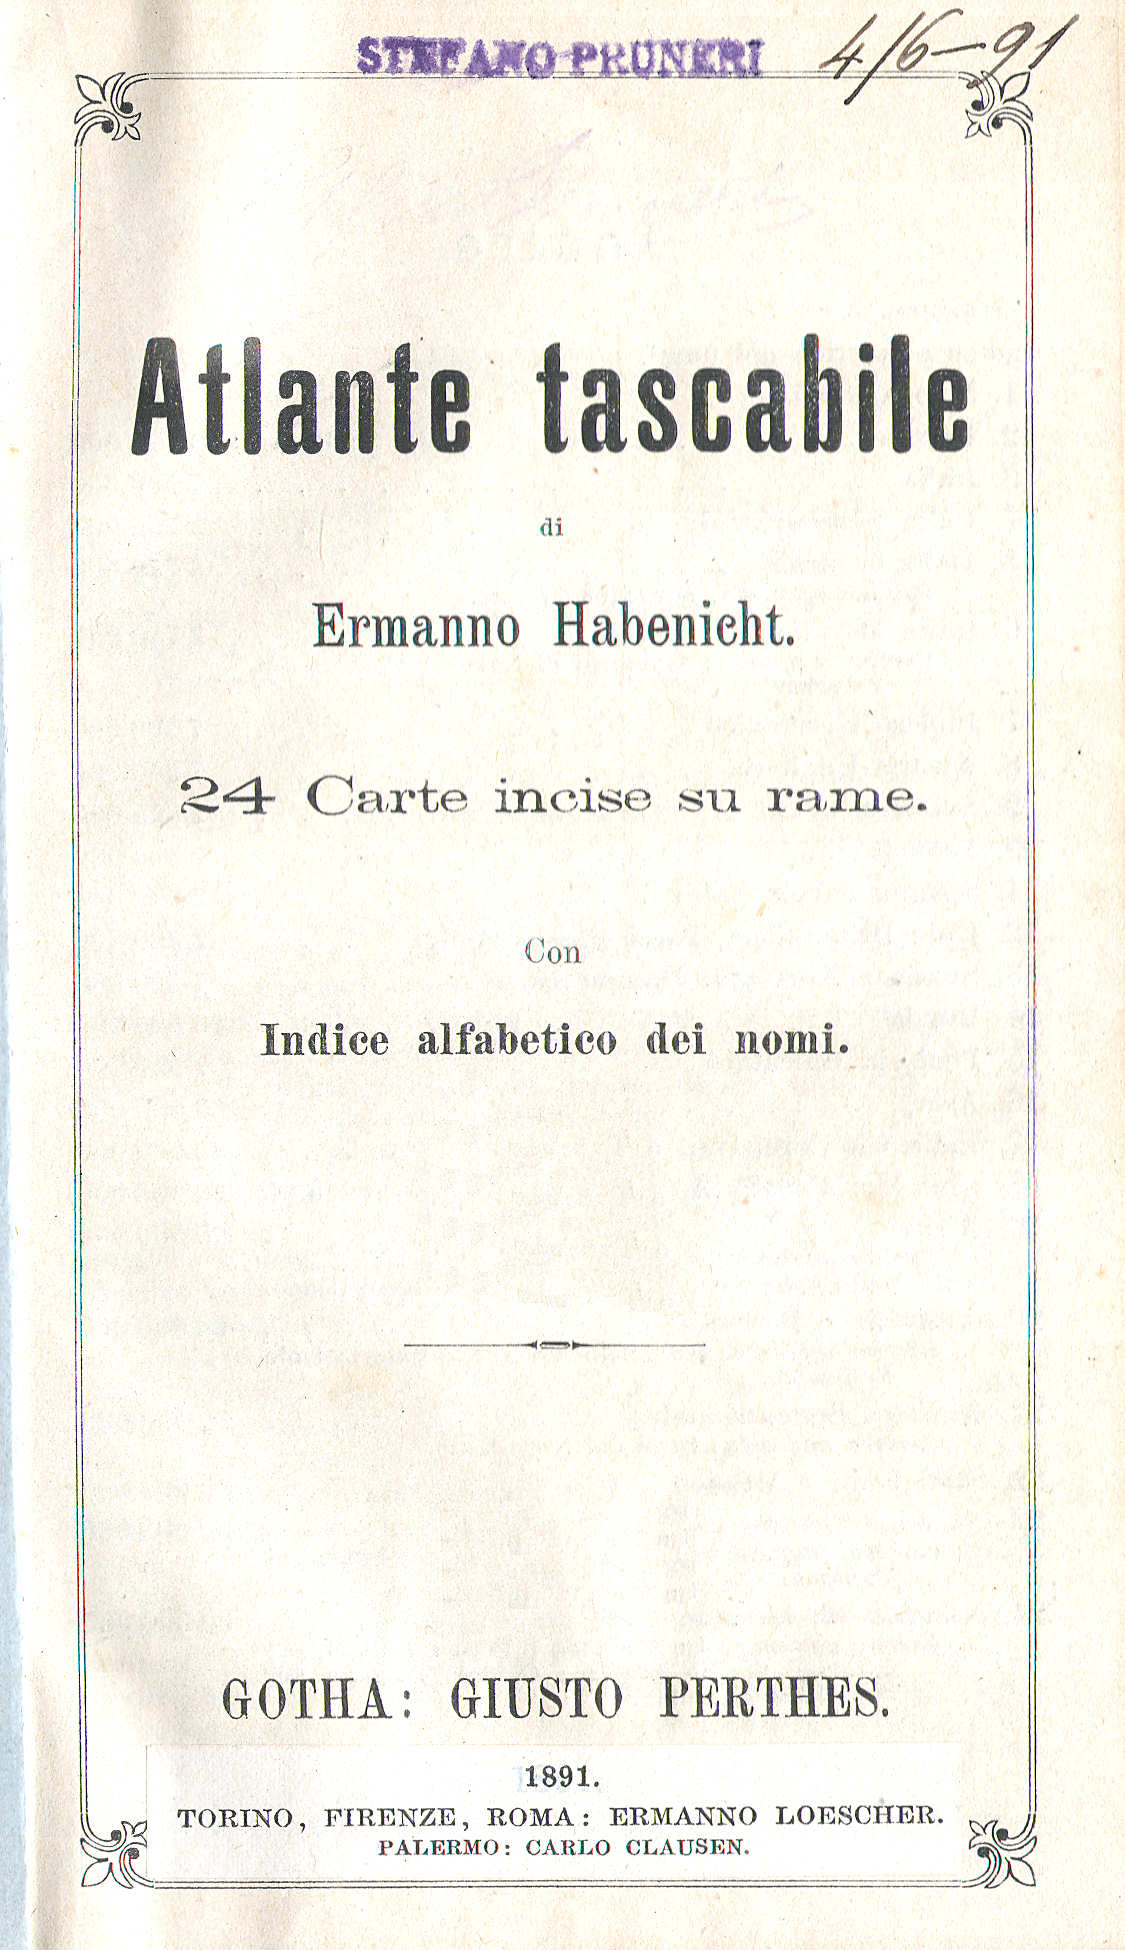 STEFANO PRUNERI
4/6-91
Atlante tascabile
di
Ermanno Habenicht.
24 Carte incise su rame.
Con
Indice alfabetico dei nomi.
GOTHA: GIUSTO PERTHES.
1891.
TORINO, FIRENZE, ROMA: ERMANNO LOESCHER.
PALERMO: CARLO CLAUSEN.